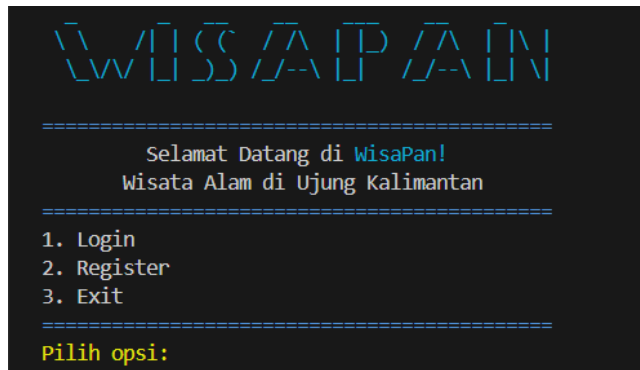 WISAPAN
==========================================
Selamat Datang di WisaPan!
Wisata Alam di Ujung Kalimantan
==========================================
1. Login
2. Register
3. Exit
==========================================
Pilih opsi: